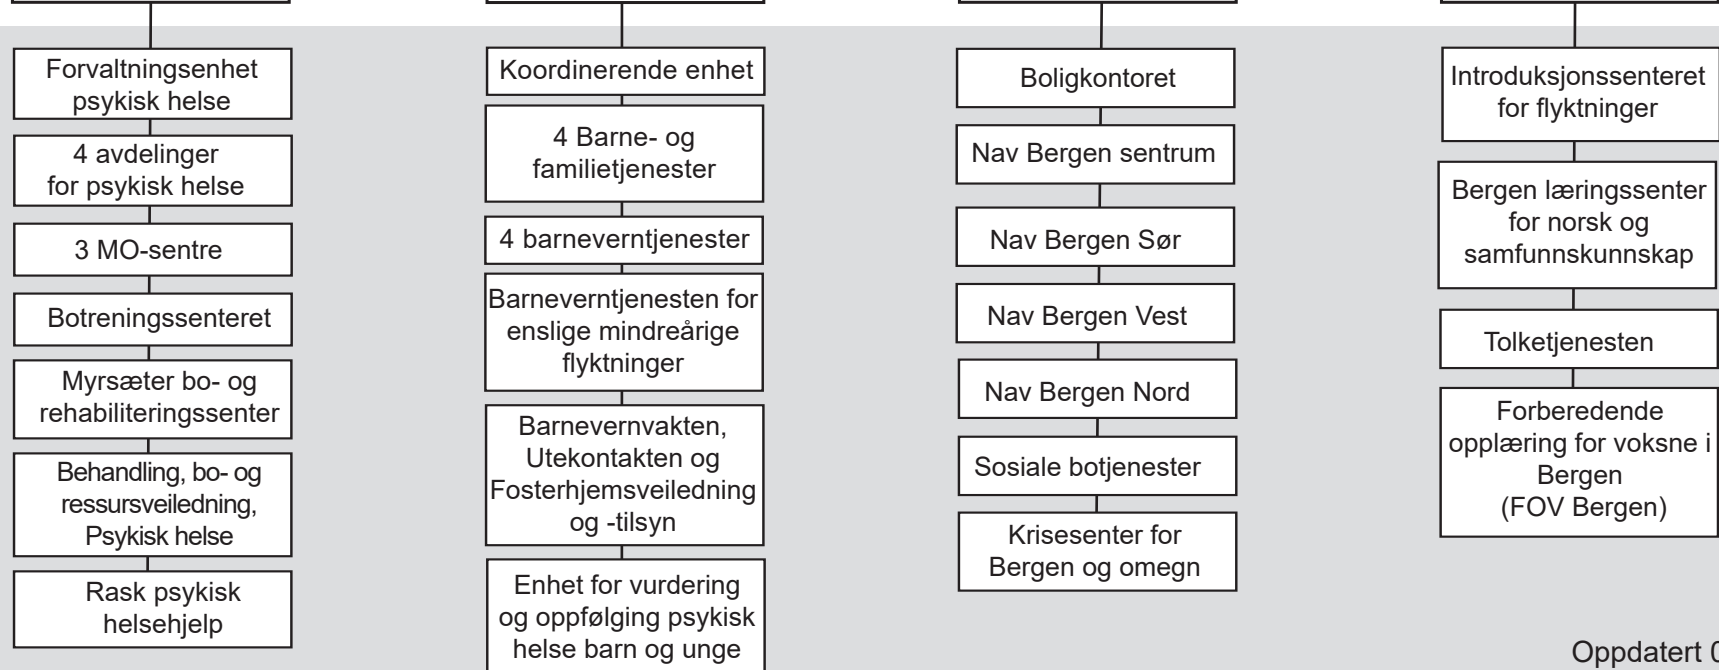 Forvaltningsenhet
psykisk helse
4 avdelinger
for psykisk helse
3 MO-sentre
Botreningssenteret
Myrsæter bo- og
rehabiliteringssenter
Behandling, bo- og
ressursveiledning,
Psykisk helse
Rask psykisk
helsehjelp
Koordinerende enhet
4 Barne- og
familietjenester
4 barneverntjenester
Barneverntjenesten for
enslige mindreårige
flyktninger
Barnevernvakten,
Utekontakten og
Fosterhjemsveiledning
og -tilsyn
Enhet for vurdering
og oppfølging psykisk
helse barn og unge
Boligkontoret
Nav Bergen sentrum
Nav Bergen Sør
Nav Bergen Vest
Nav Bergen Nord
Sosiale botjenester
Krisesenter for
Bergen og omegn
Introduksjonssenteret
for flyktninger
Bergen læringssenter
for norsk og
samfunnskunnskap
Tolketjenesten
Forberedende
opplæring for voksne i
Bergen
(FOV Bergen)
Oppdatert